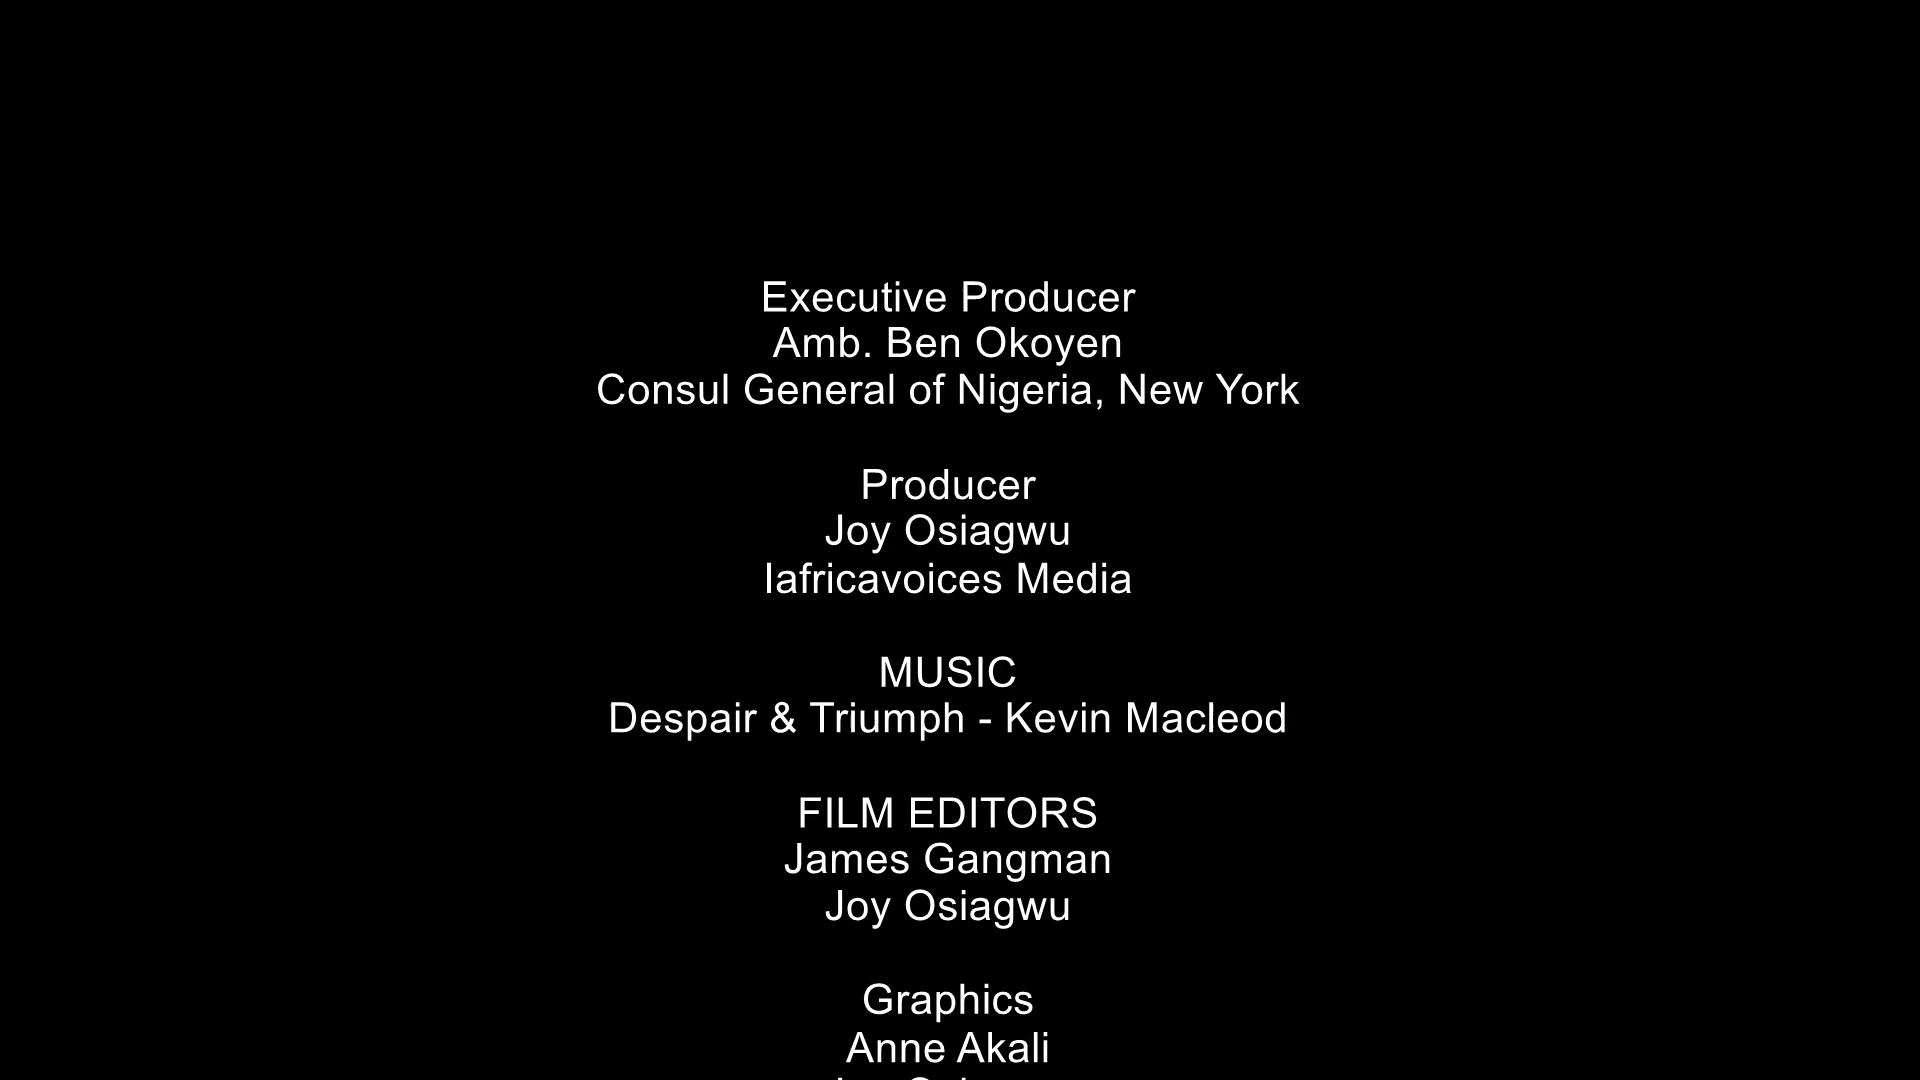 Executive Producer
Amb. Ben Okoyen
Consul General of Nigeria, New York
Producer
Joy Osiagwu
Iafricavoices Media
MUSIC
Despair & Triumph - Kevin Macleod
FILM EDITORS
James Gangman
Joy Osiagwu
Graphics
Anne Akali